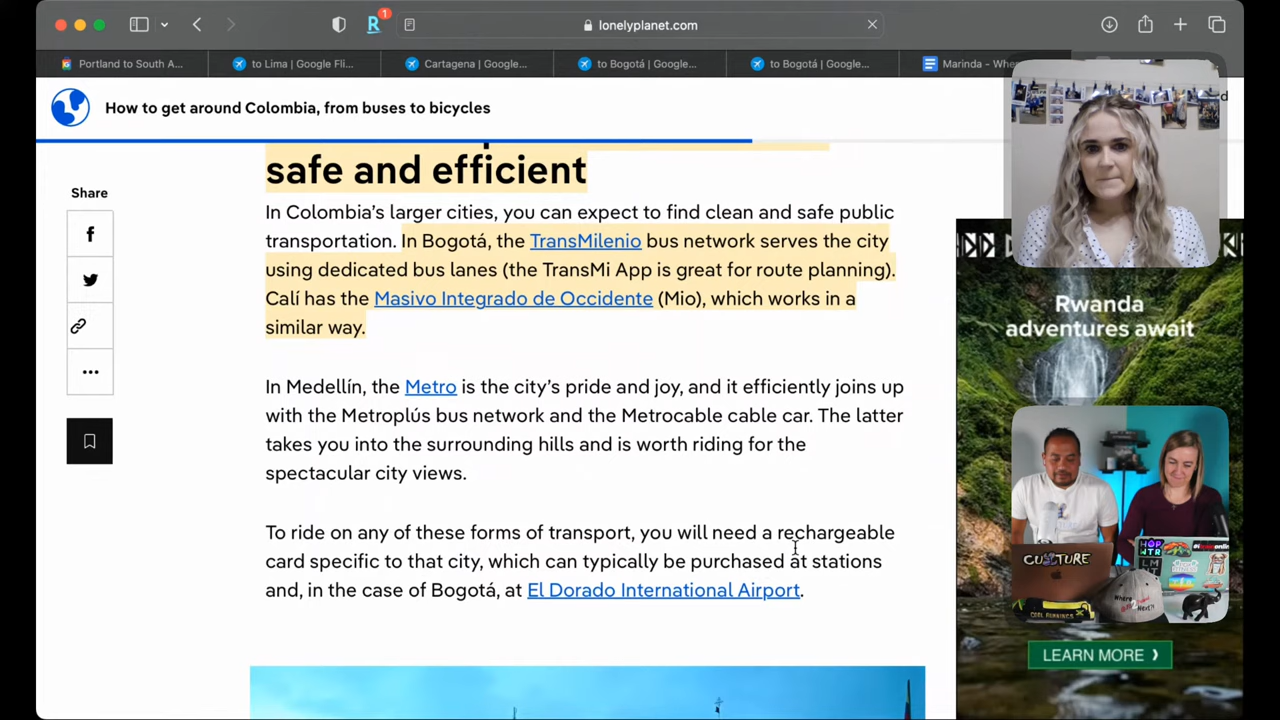 lonelyplanet.com
1
Portland to South A...
to Lima | Google Fli...
Cartagena | Google...
to Bogotá | Google...
to Bogotá | Google...
Marinda – Whe
How to get around Colombia, from buses to bicycles
safe and efficient
Share
In Colombia’s larger cities, you can expect to find clean and safe public
transportation. In Bogotá, the TransMilenio bus network serves the city
using dedicated bus lanes (the TransMi App is great for route planning).
Calí has the Masivo Integrado de Occidente (Mio), which works in a
similar way.
In Medellín, the Metro is the city’s pride and joy, and it efficiently joins up
with the Metroplús bus network and the Metrocable cable car. The latter
takes you into the surrounding hills and is worth riding for the
spectacular city views.
To ride on any of these forms of transport, you will need a rechargeable
card specific to that city, which can typically be purchased at stations
and, in the case of Bogotá, at El Dorado International Airport.
Rwanda
adventures await
CULTURE
COOL RUNNINGS
LEARN MORE